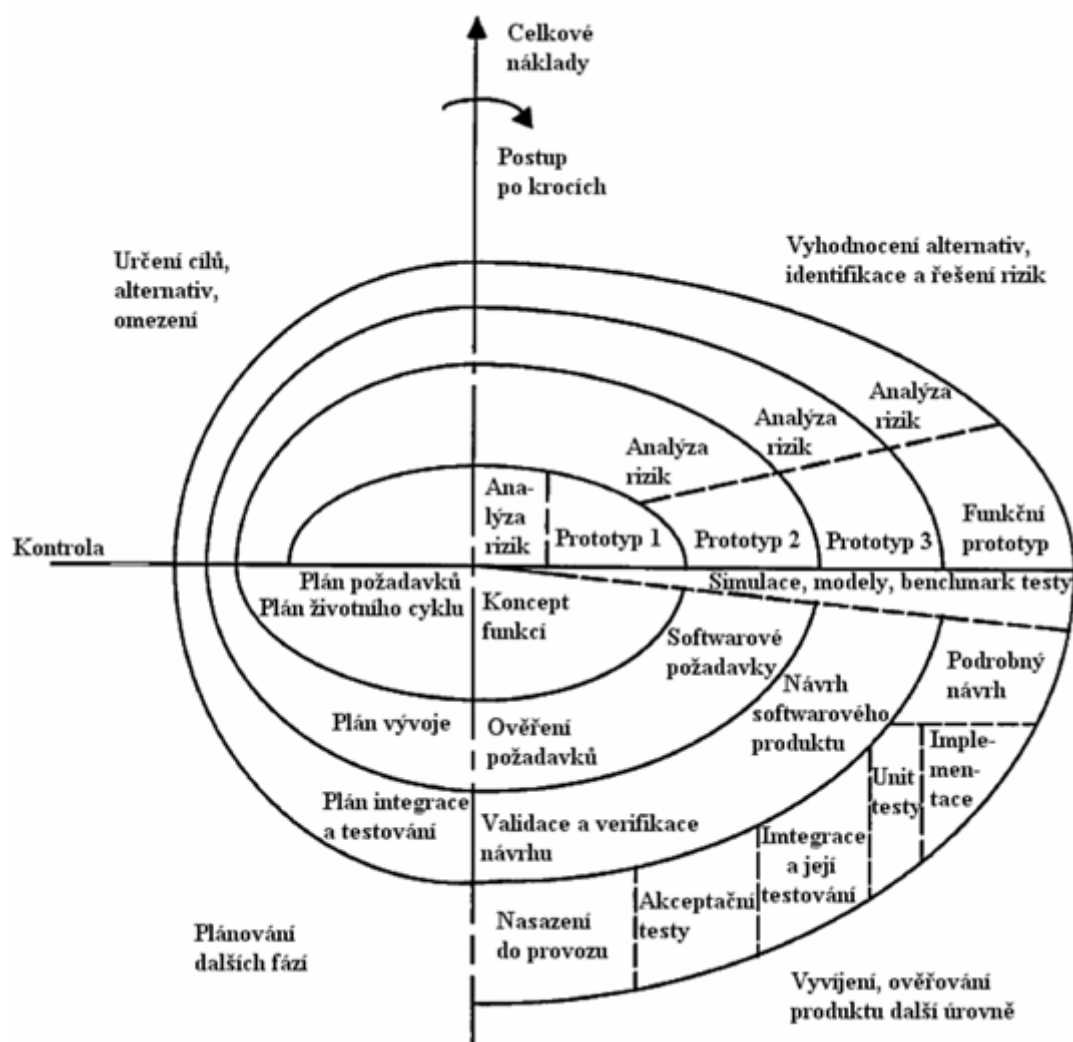 Celkové
náklady
Postup
po krocích
Určení cílů,
alternativ,
omezení
Vyhodnocení alternativ,
identifikace a řešení rizik
Analýza
rizik
Analýza
rizik
Analýza
rizik
Ana-
lýza
rizik
Prototyp 1
Prototyp 2
Prototyp 3
Funkční
prototyp
Kontrola
Simulace, modely, benchmark testy
Plán požadavků
Plán životního cyklu
Koncept
funkcí
Softwarové
požadavky
Podrobný
návrh
Návrh
softwarového
produktu
Plán vývoje
Ověření
požadavků
Imple-
men-
tace
Unit
testy
Plán integrace
a testování
Validace a verifikace
návrhu
Imtegrace
a její
testování
Akceptační
testy
Nasazení
do provozu
Plánování
dalších fází
Vyvíjení, ověřování
produktu další úrovně